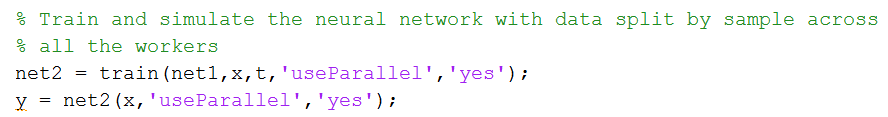 % Train and simulate the neural network with data split by sample across
% all the workers
net2 = train(net1,x,t,'useParallel','yes');
y = net2(x,'useParallel','yes');